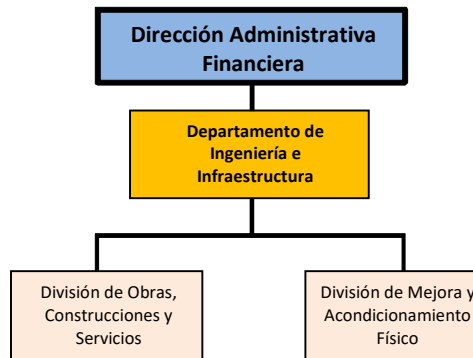 Dirección Administrativa
Financiera
Departamento de
Ingeniería e
Infraestructura
División de Obras,
Construcciones y
Servicios
División de Mejora y
Acondicionamiento
Físico